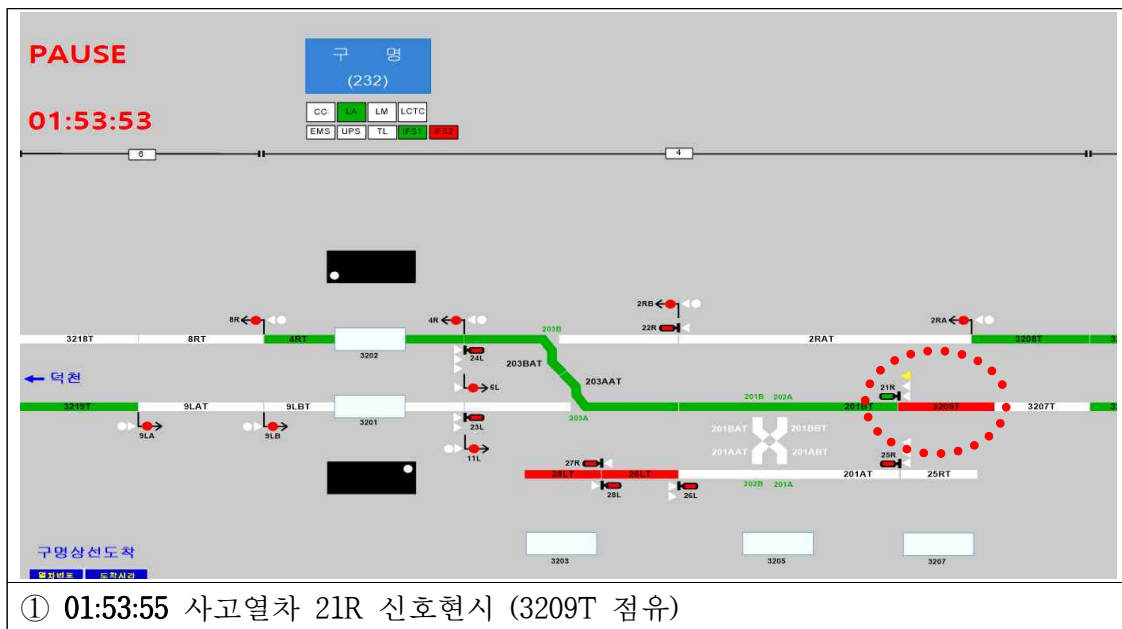 PAUSE
구 명
(232)
01:53:53
CC LA LM LCTC
EMS UPS TL IFS1 IFS2
6 4
2RB
8R 4R 22R 2RA
203B
3218T 8RT 4RT 2RAT 3208T
3202 24L 203BAT
← 덕천 203AAT
6L 21R
201B 202A
3219T 9LAT 9LBT 201BT 3209T 3207T
3201 203A
9LA 9LB 23L 201BAT 201BBT
11L 201AAT 201ABT
27R 25R
28LT 26LT 201AT 25RT
28L 26L 202B 201A
구명상선도착
3203 3205 3207
열차번호 도착시각
① 01:53:55 사고열차 21R 신호현시 (3209T 점유)